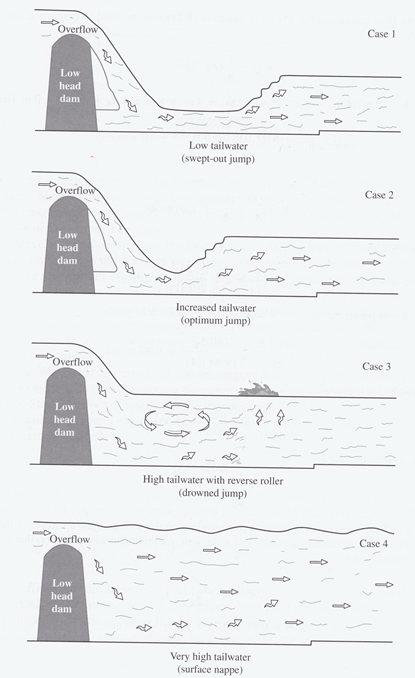 Overflow
Case 1
Low
head
dam
Low tailwater
(swept-out jump)
Overflow
Case 2
Low
head
dam
Increased tailwater
(optimum jump)
Overflow
Case 3
Low
head
dam
High tailwater with reverse roller
(drowned jump)
Overflow
Case 4
Low
head
dam
Very high tailwater
(surface nappe)